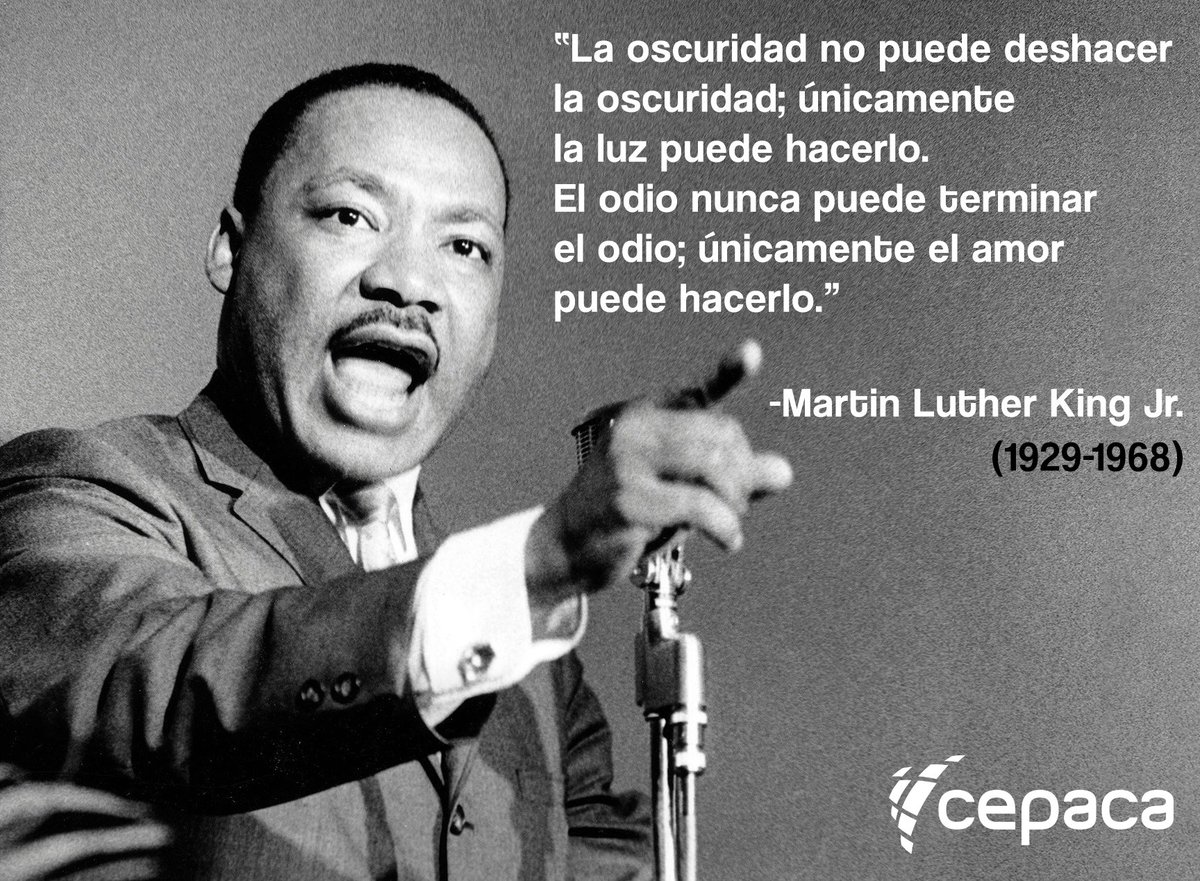 “La oscuridad no puede deshacer
la oscuridad; únicamente
la luz puede hacerlo.
El odio nunca puede terminar
el odio; únicamente el amor
puede hacerlo.”
-Martin Luther King Jr.
(1929-1968)
cepaca